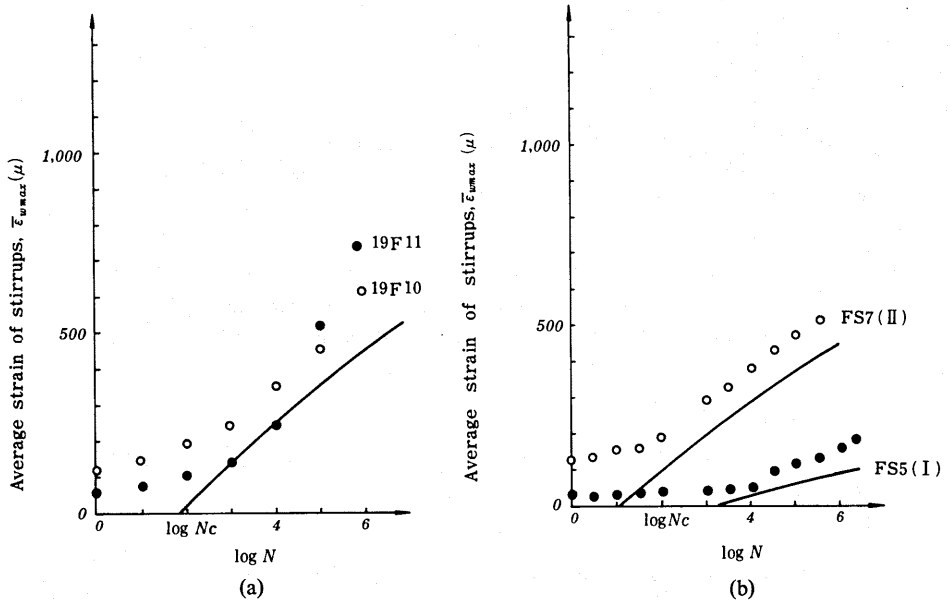 Average strain of stirrups, ε̄wmax(μ)
1,000
500
0
0
log Nc
4
6
log N
19F11
19F10
(a)
Average strain of stirrups, ε̄wmax (μ)
1,000
500
0
0
2
log Nc
4
6
log N
FS7(II)
FS5(I)
(b)